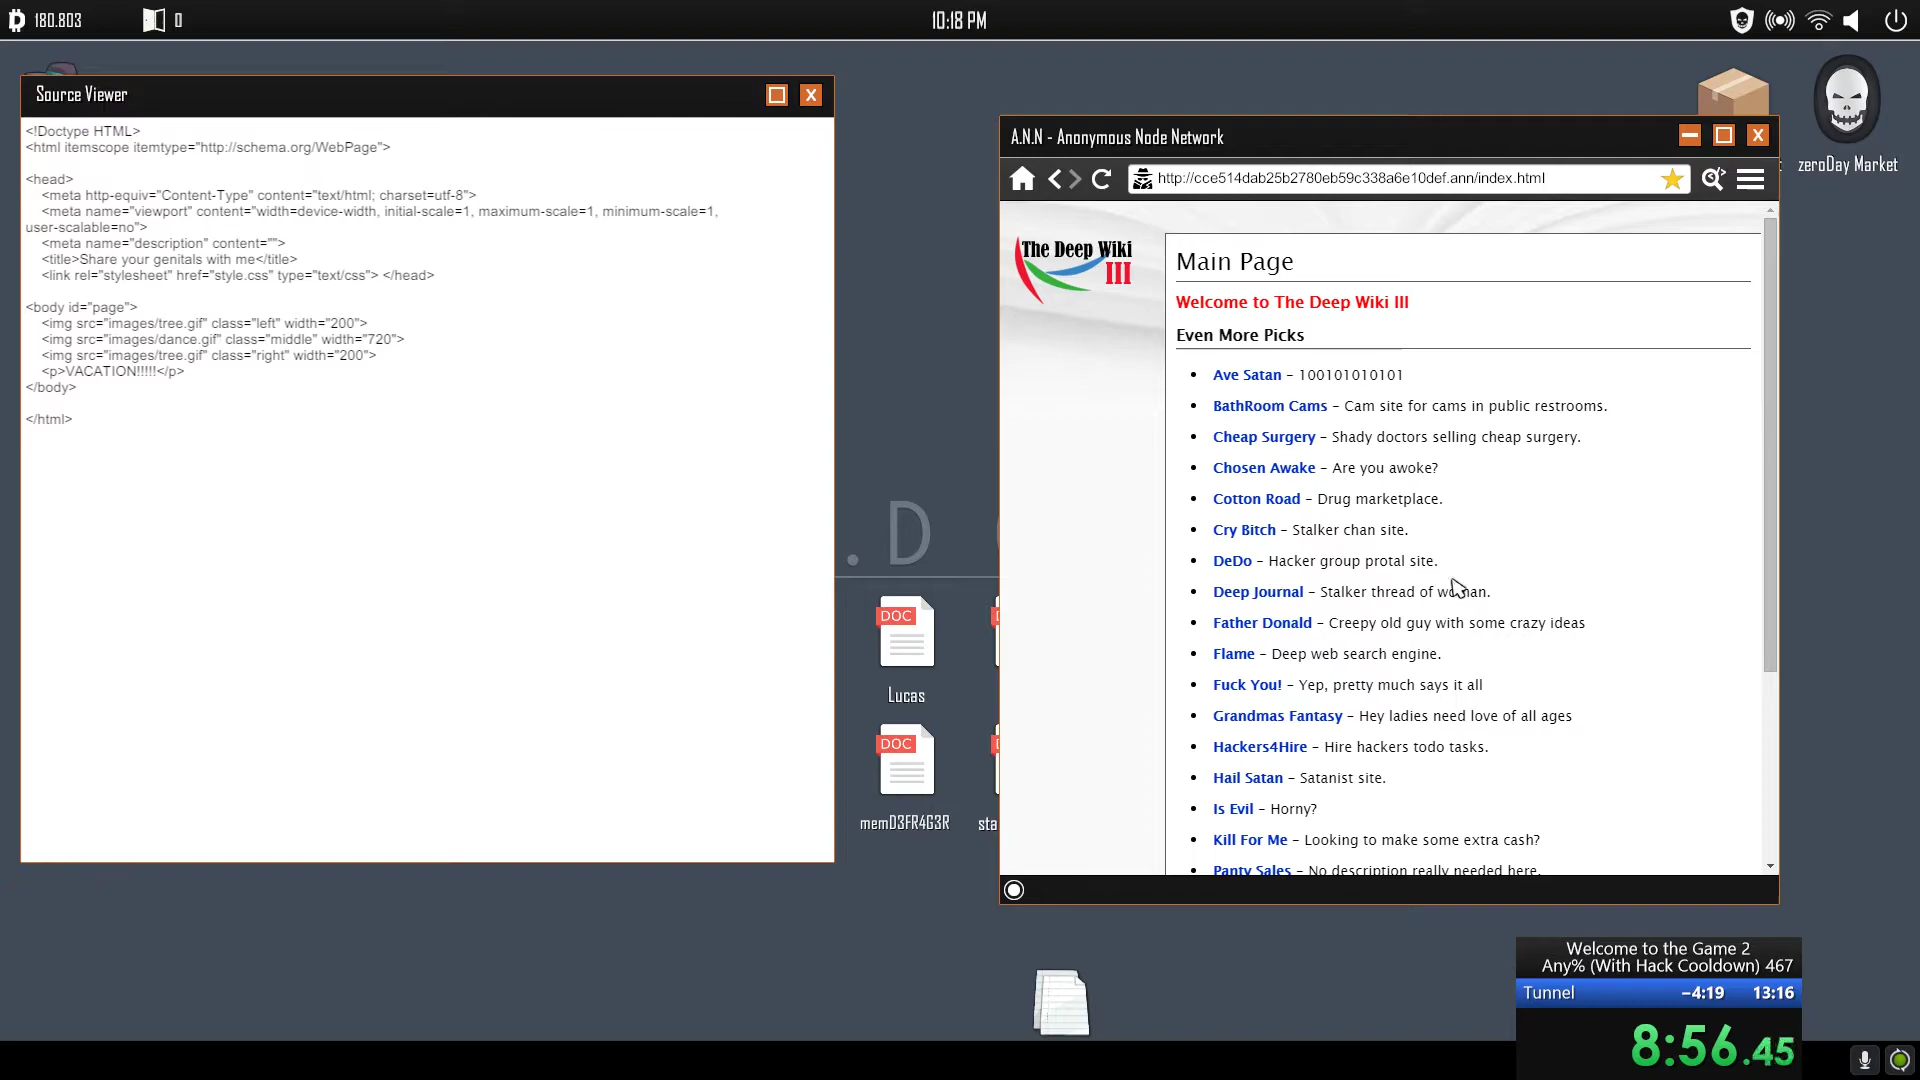 180.803
0
10:18 PM
Source Viewer
<!Doctype HTML>
<html itemscope itemtype="http://schema.org/WebPage">
<head>
<meta http-equiv="Content-Type" content="text/html; charset=utf-8">
<meta name="viewport" content="width=device-width, initial-scale=1, maximum-scale=1, minimum-scale=1,
user-scalable=no">
<meta name="description" content="">
<title>Share your genitals with me</title>
<link rel="stylesheet" href="style.css" type="text/css"> </head>
<body id="page">
<img src="images/tree.gif" class="left" width="200">
<img src="images/dance.gif" class="middle" width="720">
<img src="images/tree.gif" class="right" width="200">
<p>VACATION!!!!!</p>
</body>
</html>
zeroDay Market
A.N.N - Anonymous Node Network
http://cce514dab25b2780eb59c338a6e10def.ann/index.html
The Deep Wiki
III
Main Page
Welcome to The Deep Wiki III
Even More Picks
• Ave Satan – 100101010101
• BathRoom Cams – Cam site for cams in public restrooms.
• Cheap Surgery – Shady doctors selling cheap surgery.
• Chosen Awake – Are you awoke?
• Cotton Road – Drug marketplace.
• Cry Bitch – Stalker chan site.
• DeDo – Hacker group protal site.
• Deep Journal – Stalker thread of woman.
• Father Donald – Creepy old guy with some crazy ideas
• Flame – Deep web search engine.
• Fuck You! – Yep, pretty much says it all
• Grandmas Fantasy – Hey ladies need love of all ages
• Hackers4Hire – Hire hackers todo tasks.
• Hail Satan – Satanist site.
• Is Evil – Horny?
• Kill For Me – Looking to make some extra cash?
• Panty Sales – No description really needed here.
. D
DOC
Lucas
DOC
memD3FR4G3R
sta
Welcome to the Game 2
Any% (With Hack Cooldown) 467
Tunnel −4:19 13:16
8:56.45